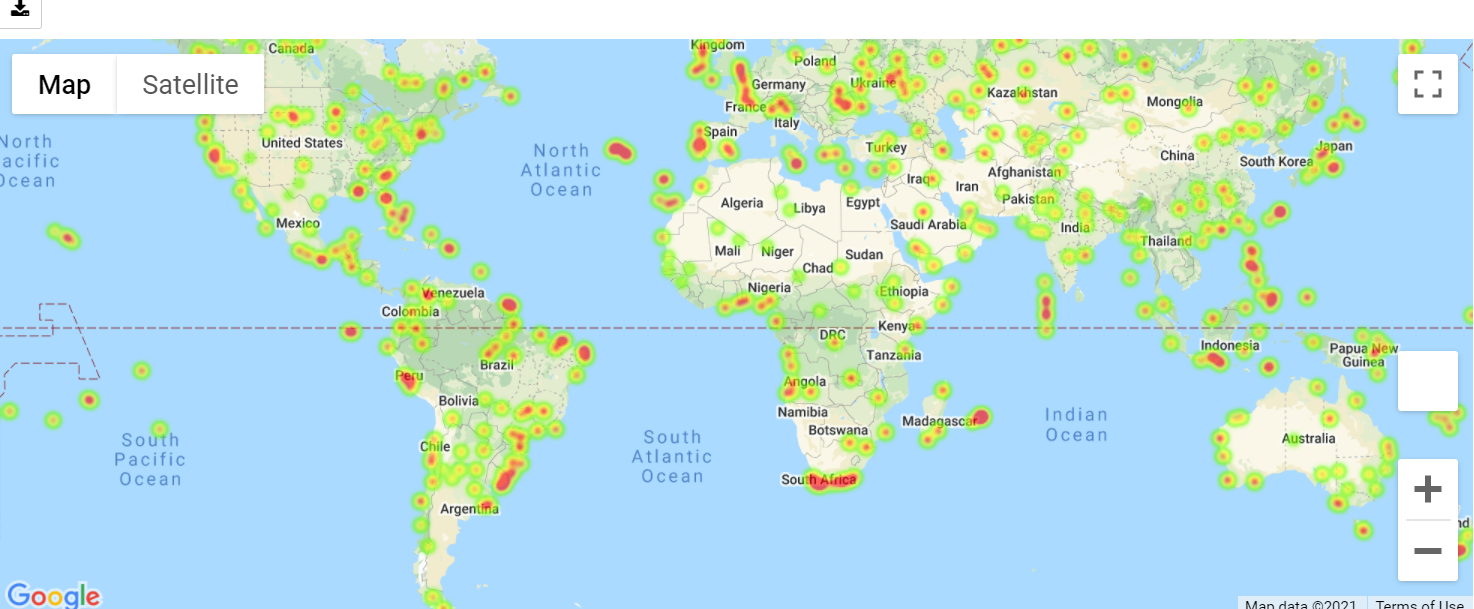 Canada
Kingdom
Poland
Map
Satellite
Germany
Ukraine
Kazakhstan
Mongolia
France
Italy
North
Pacific
Ocean
United States
Spain
North
Atlantic
Ocean
Turkey
China
South Korea
Japan
Iraq
Iran
Afghanistan
Pakistan
Algeria
Libya
Egypt
Mexico
Saudi Arabia
India
Thailand
Mali
Niger
Chad
Sudan
Venezuela
Nigeria
Ethiopia
Colombia
DRC
Kenya
Indonesia
Papua New
Guinea
Brazil
Tanzania
Peru
Angola
Bolivia
Namibia
Botswana
Madagascar
Indian
Ocean
South
Pacific
Ocean
South
Atlantic
Ocean
Chile
Australia
South Africa
Argentina
nd
Google
Map data ©2021
Terms of Use